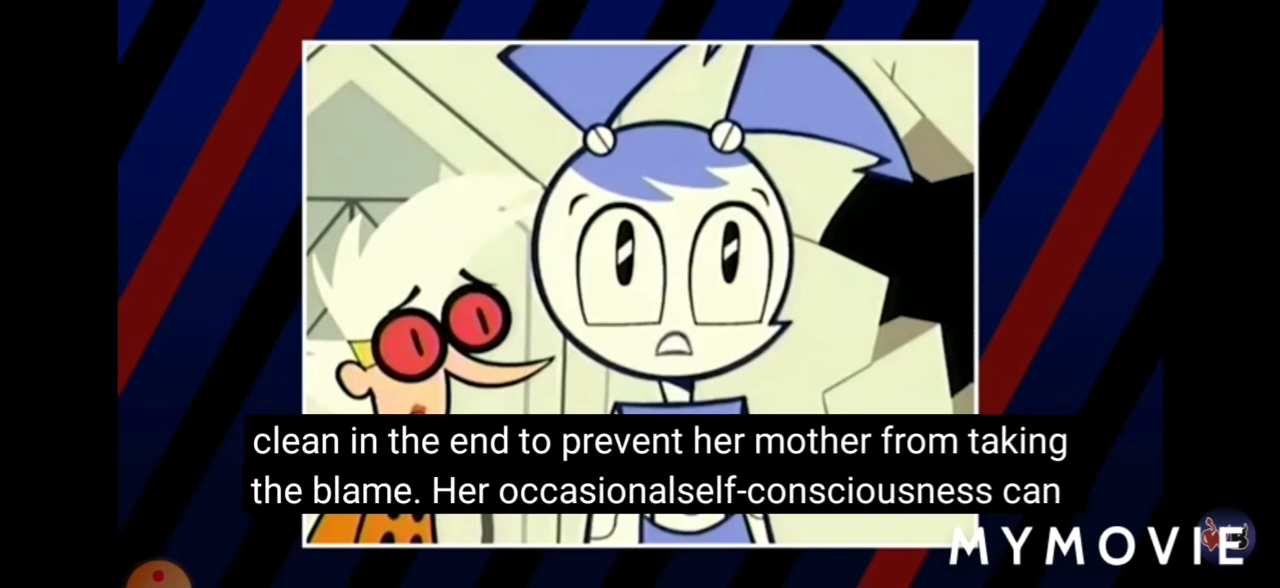 clean in the end to prevent her mother from taking
the blame. Her occasionalself-consciousness can
MYMOVIE